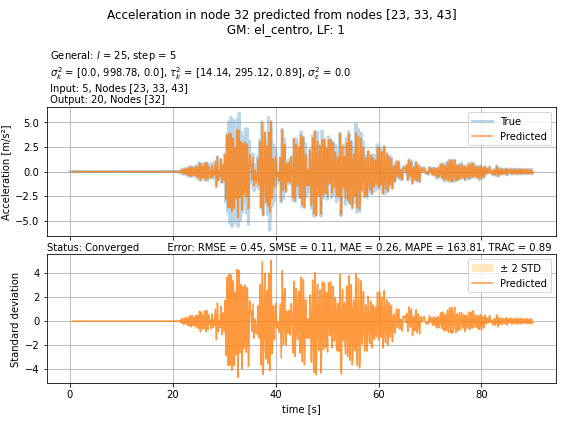 Acceleration in node 32 predicted from nodes [23, 33, 43]
GM: el_centro, LF: 1
General: l = 25, step = 5
σ²ₖ = [0.0, 998.78, 0.0], τ²ₖ = [14.14, 295.12, 0.89], σ²ε = 0.0
Input: 5, Nodes [23, 33, 43]
Output: 20, Nodes [32]
5.0
2.5
0.0
−2.5
−5.0
Acceleration [m/s²]
True
Predicted
Status: Converged Error: RMSE = 0.45, SMSE = 0.11, MAE = 0.26, MAPE = 163.81, TRAC = 0.89
4
2
0
−2
−4
Standard deviation
± 2 STD
Predicted
0 20 40 60 80
time [s]